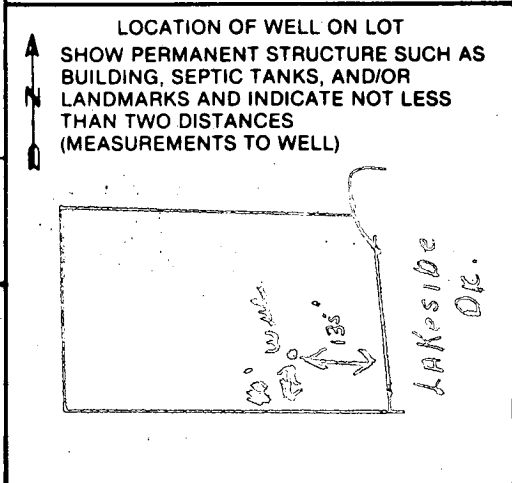 LOCATION OF WELL ON LOT
SHOW PERMANENT STRUCTURE SUCH AS
BUILDING, SEPTIC TANKS, AND/OR
LANDMARKS AND INDICATE NOT LESS
THAN TWO DISTANCES
(MEASUREMENTS TO WELL)
N
well
135'
LAKESIDE
DR.